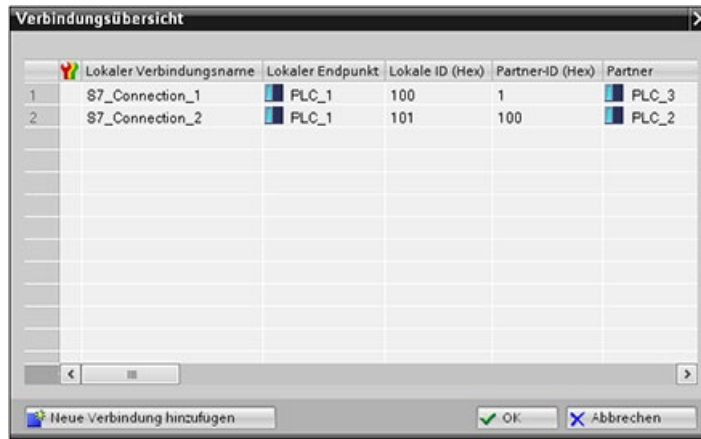 Verbindungsübersicht
Lokaler Verbindungsname Lokaler Endpunkt Lokale ID (Hex) Partner-ID (Hex) Partner
1 S7_Connection_1 PLC_1 100 1 PLC_3
2 S7_Connection_2 PLC_1 101 100 PLC_2
Neue Verbindung hinzufügen OK Abbrechen